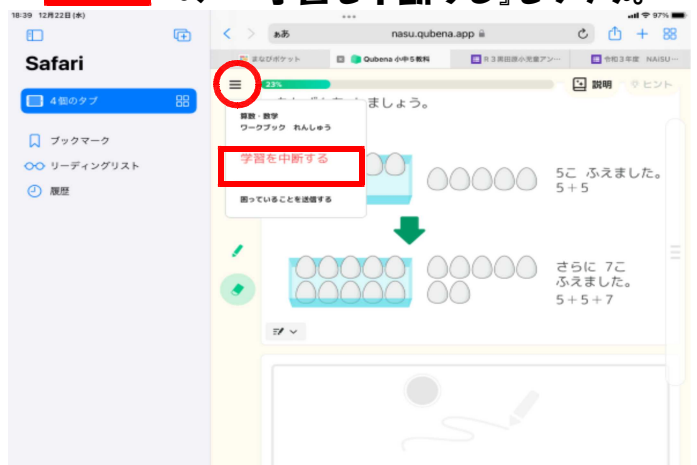 18:39 12月22日(水)
97%
Safari
4個のタブ
ブックマーク
リーディングリスト
履歴
ああ
nasu.qubena.app
まなびポケット
Qubena 小中5教科
令和3年度 NAISU…
23%
説明
ヒント
ましょう。
算数・数学
ワークブック れんしゅう
学習を中断する
困っていることを送信する
5こ ふえました。
5+5
さらに 7こ
ふえました。
5+5+7